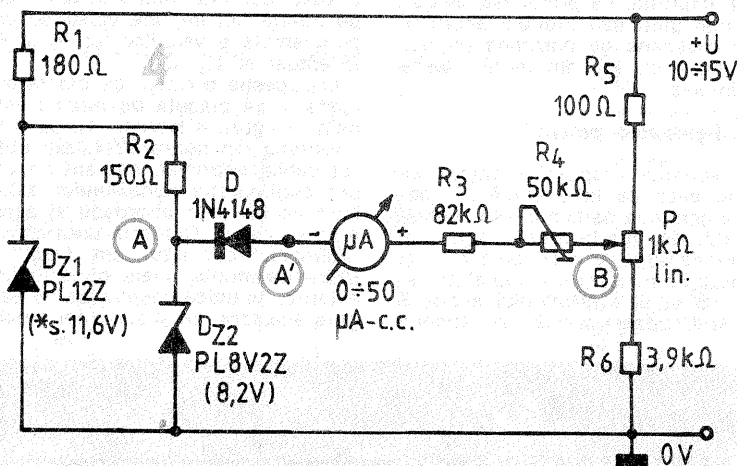 R1
180Ω
4
+U
10÷15V
R5
100Ω
R2
150Ω
D
1N4148
R4
50kΩ
R3
82kΩ
P
1kΩ
lin.
A
A'
-
μA
+
B
DZ1
PL12Z
(*s.11,6V)
0÷50
μA-c.c.
DZ2
PL8V2Z
(8,2V)
R6
3,9kΩ
0V